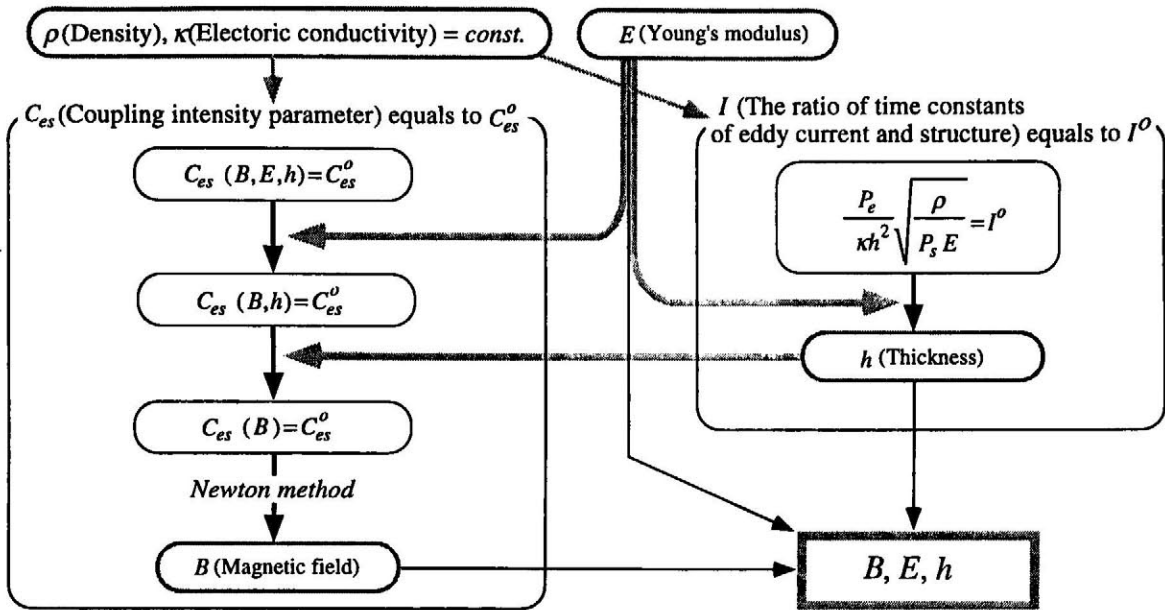 ρ(Density), κ(Electoric conductivity) = const.
E (Young's modulus)
C_es (Coupling intensity parameter) equals to C_es^o
I (The ratio of time constants
of eddy current and structure) equals to I^o
C_es (B,E,h)=C_es^o
P_e/(κh^2) √(ρ/(P_s E)) = I^o
C_es (B,h)=C_es^o
h (Thickness)
C_es (B)=C_es^o
Newton method
B (Magnetic field)
B, E, h